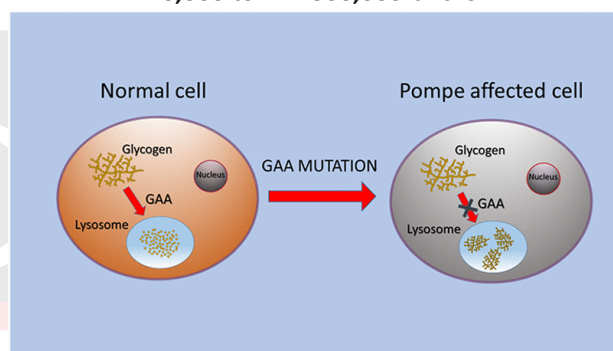 Normal cell
Pompe affected cell
Glycogen
Nucleus
GAA
Lysosome
GAA MUTATION
Glycogen
Nucleus
GAA
Lysosome